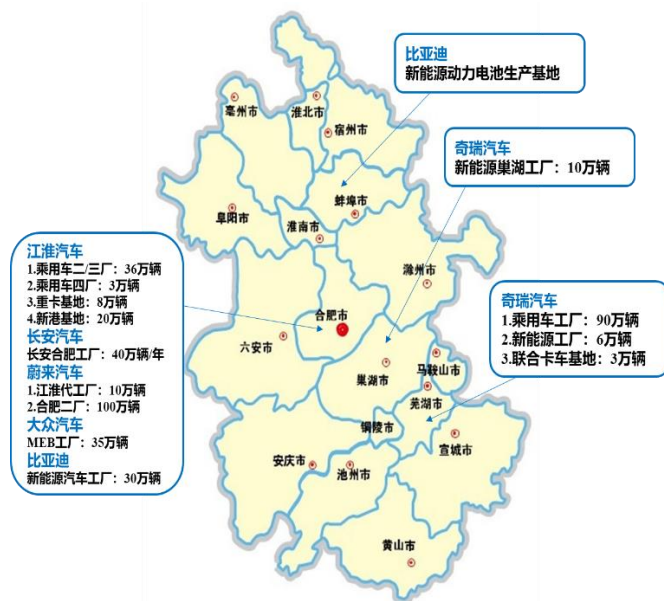 比亚迪
新能源动力电池生产基地
亳州市
淮北市
宿州市
奇瑞汽车
新能源巢湖工厂：10万辆
阜阳市
蚌埠市
淮南市
滁州市
江淮汽车
1.乘用车二/三厂：36万辆
2.乘用车四厂：3万辆
3.重卡基地：8万辆
4.新港基地：20万辆
长安汽车
长安合肥工厂：40万辆/年
蔚来汽车
1.江淮代工厂：10万辆
2.合肥二厂：100万辆
大众汽车
MEB工厂：35万辆
比亚迪
新能源汽车工厂：30万辆
合肥市
六安市
奇瑞汽车
1.乘用车工厂：90万辆
2.新能源工厂：6万辆
3.联合卡车基地：3万辆
巢湖市
马鞍山市
芜湖市
铜陵市
宣城市
安庆市
池州市
黄山市